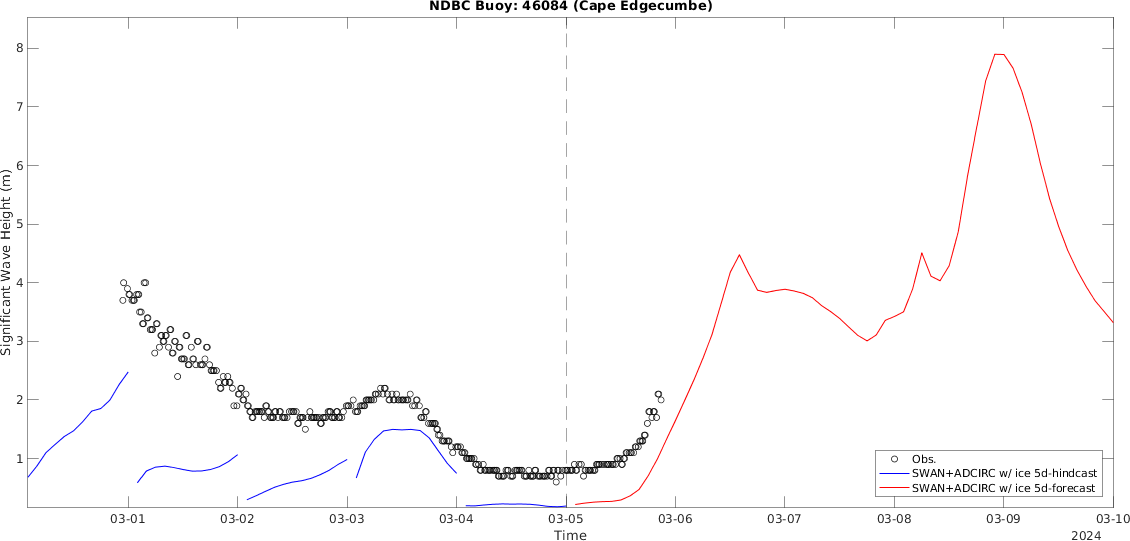 NDBC Buoy: 46084 (Cape Edgecumbe)
Significant Wave Height (m)
8
7
6
5
4
3
2
1
Obs.
SWAN+ADCIRC w/ ice 5d-hindcast
SWAN+ADCIRC w/ ice 5d-forecast
03-01 03-02 03-03 03-04 03-05 03-06 03-07 03-08 03-09 03-10
Time
2024